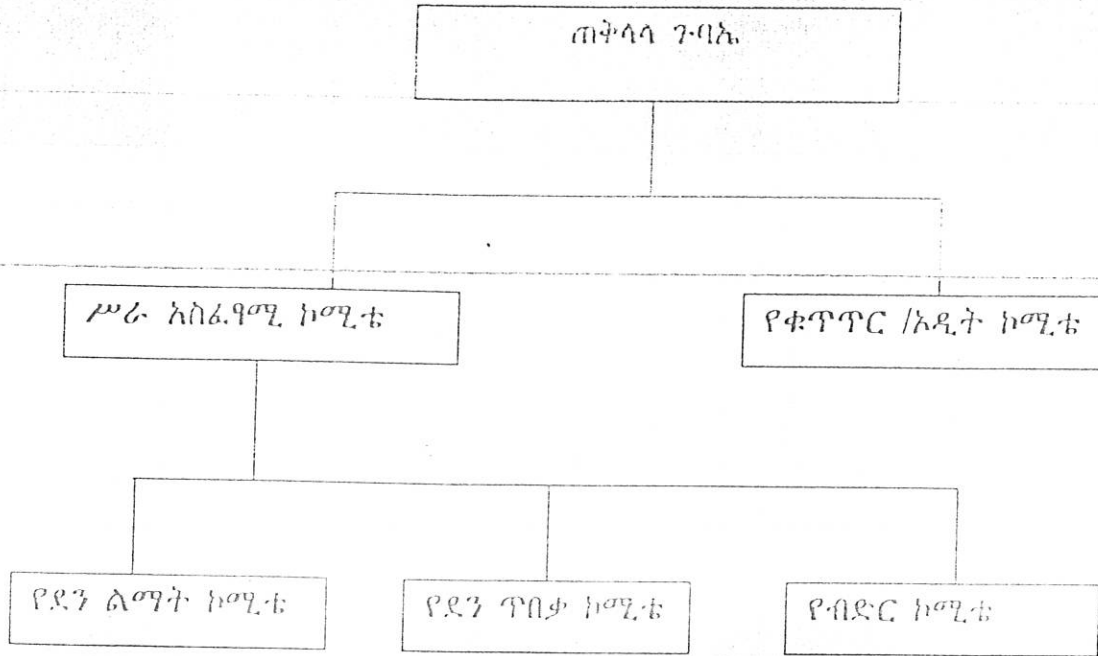 ጠቅላላ ጉባኤ
ሥራ አስፈፃሚ ኮሚቴ
የቁጥጥር /ኦዲት ኮሚቴ
የደን ልማት ኮሚቴ
የደን ጥበቃ ኮሚቴ
የብድር ኮሚቴ